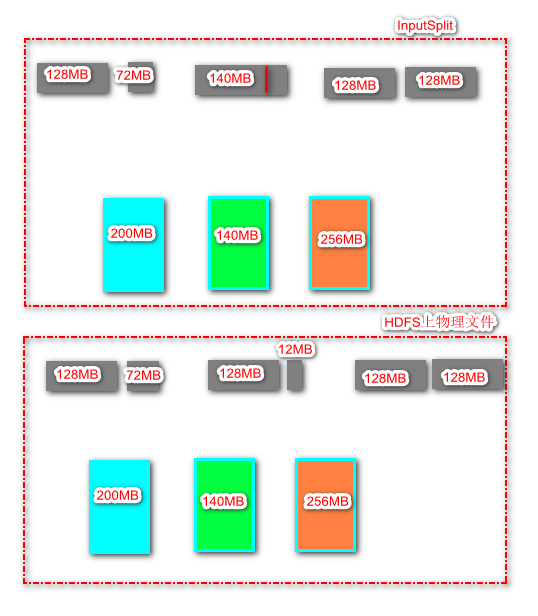 InputSplit
128MB 72MB 140MB 128MB 128MB
200MB 140MB 256MB
HDFS上物理文件
12MB
128MB 72MB 128MB 128MB 128MB
200MB 140MB 256MB